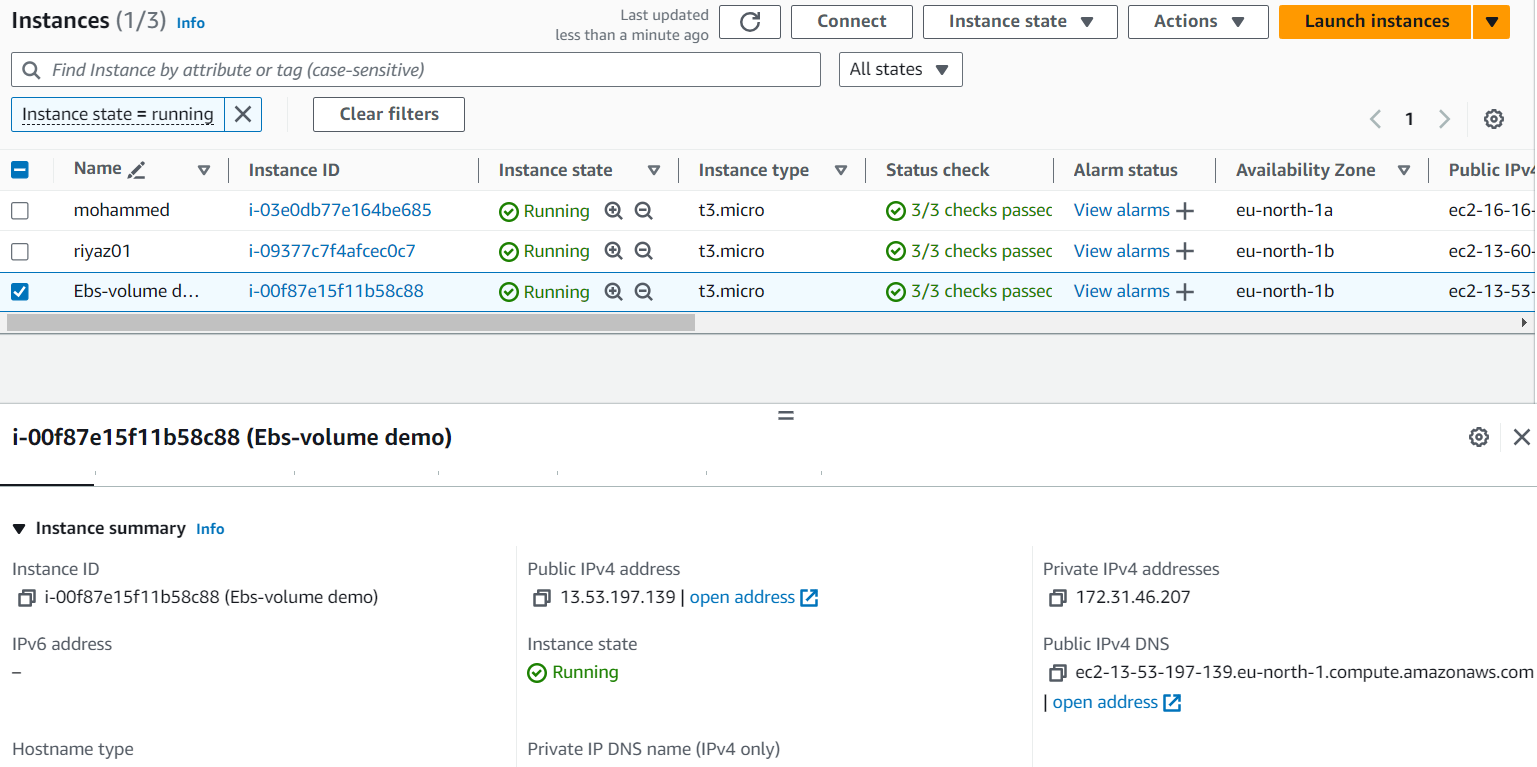 Instances (1/3) Info
Last updated
less than a minute ago
Connect
Instance state
Actions
Launch instances
Find Instance by attribute or tag (case-sensitive)
All states
Instance state = running
Clear filters
1
Name Instance ID Instance state Instance type Status check Alarm status Availability Zone Public IPv4
mohammed i-03e0db77e164be685 Running t3.micro 3/3 checks passed View alarms eu-north-1a ec2-16-16-
riyaz01 i-09377c7f4afcec0c7 Running t3.micro 3/3 checks passed View alarms eu-north-1b ec2-13-60-
Ebs-volume d... i-00f87e15f11b58c88 Running t3.micro 3/3 checks passed View alarms eu-north-1b ec2-13-53-
i-00f87e15f11b58c88 (Ebs-volume demo)
Instance summary Info
Instance ID
i-00f87e15f11b58c88 (Ebs-volume demo)
Public IPv4 address
13.53.197.139 | open address
Private IPv4 addresses
172.31.46.207
IPv6 address
–
Instance state
Running
Public IPv4 DNS
ec2-13-53-197-139.eu-north-1.compute.amazonaws.com
| open address
Hostname type
Private IP DNS name (IPv4 only)